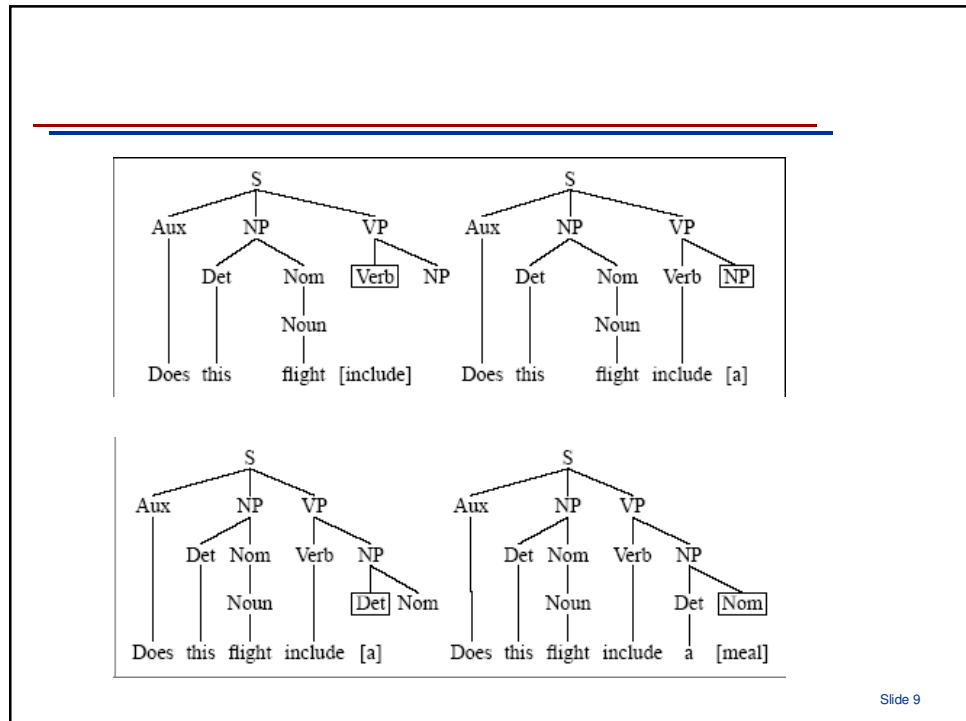 S S
Aux NP VP Aux NP VP
Det Nom Verb NP Det Nom Verb NP
Noun Noun
Does this flight [include] Does this flight include [a]
S S
Aux NP VP Aux NP VP
Det Nom Verb NP Det Nom Verb NP
Noun Det Nom Noun Det Nom
Does this flight include [a] Does this flight include a [meal]
Slide 9